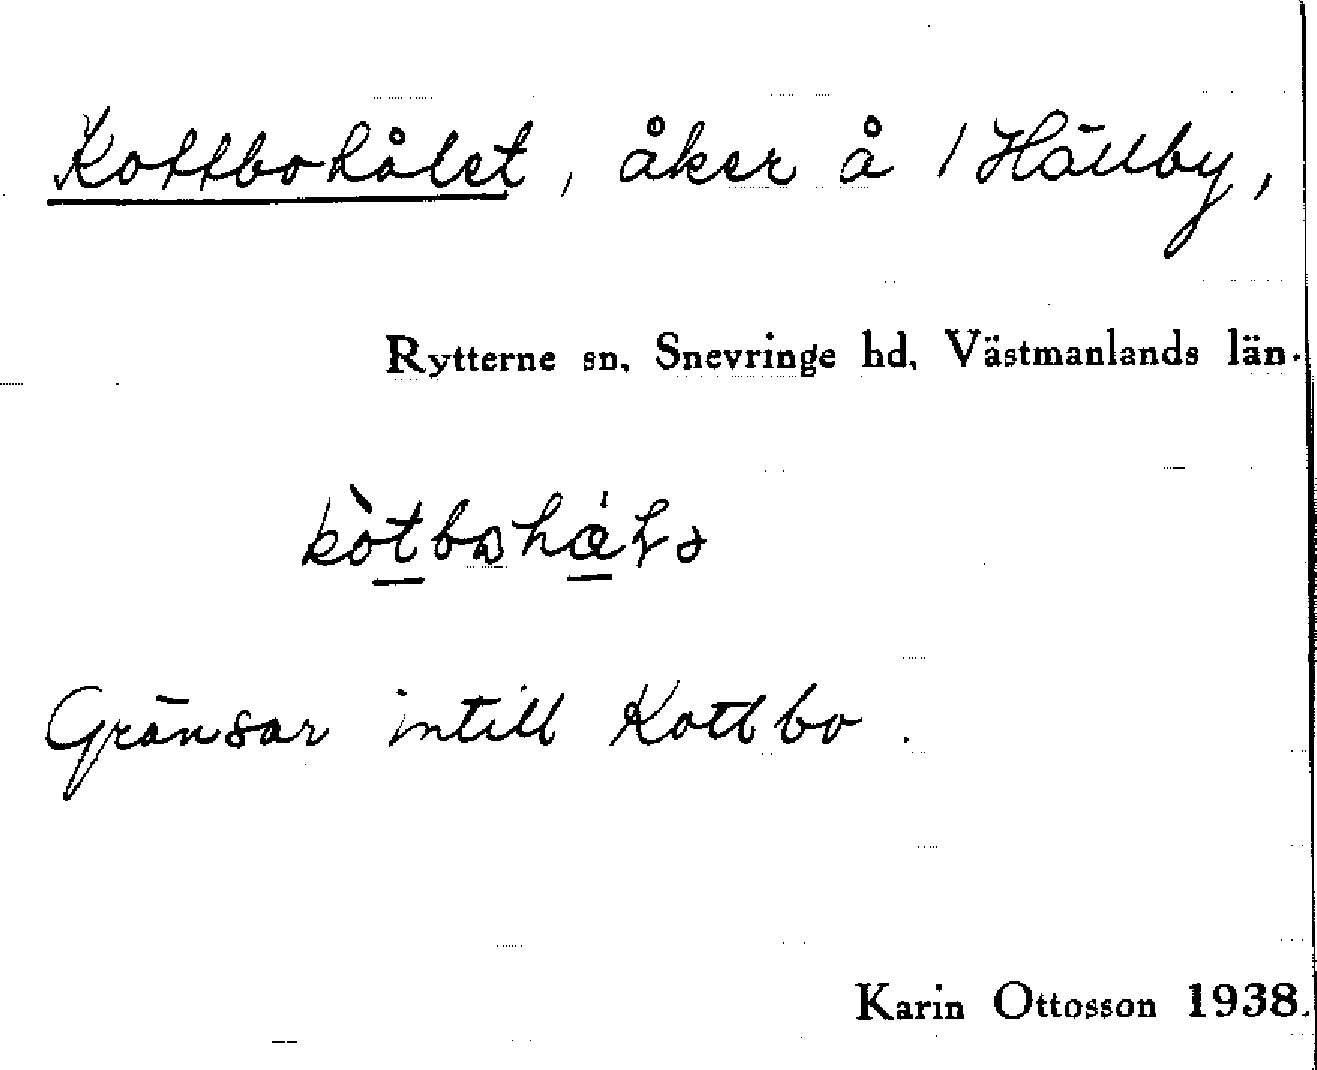 Kottbohålet, åker å 1 Hällby,
Rytterne sn, Snevringe hd, Västmanlands län.
Gränsar intill Kottbo.
Karin Ottosson 1938.